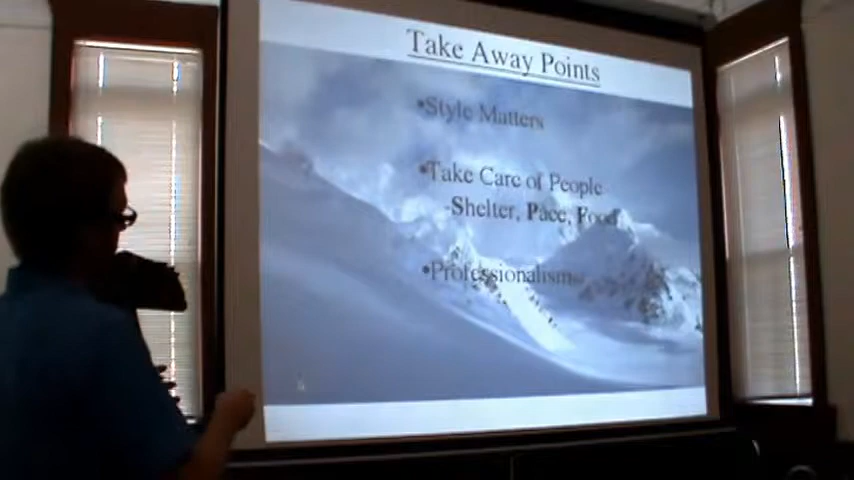 Take Away Points
•Style Matters
•Take Care of People
-Shelter, Pace, Food
•Professionalism